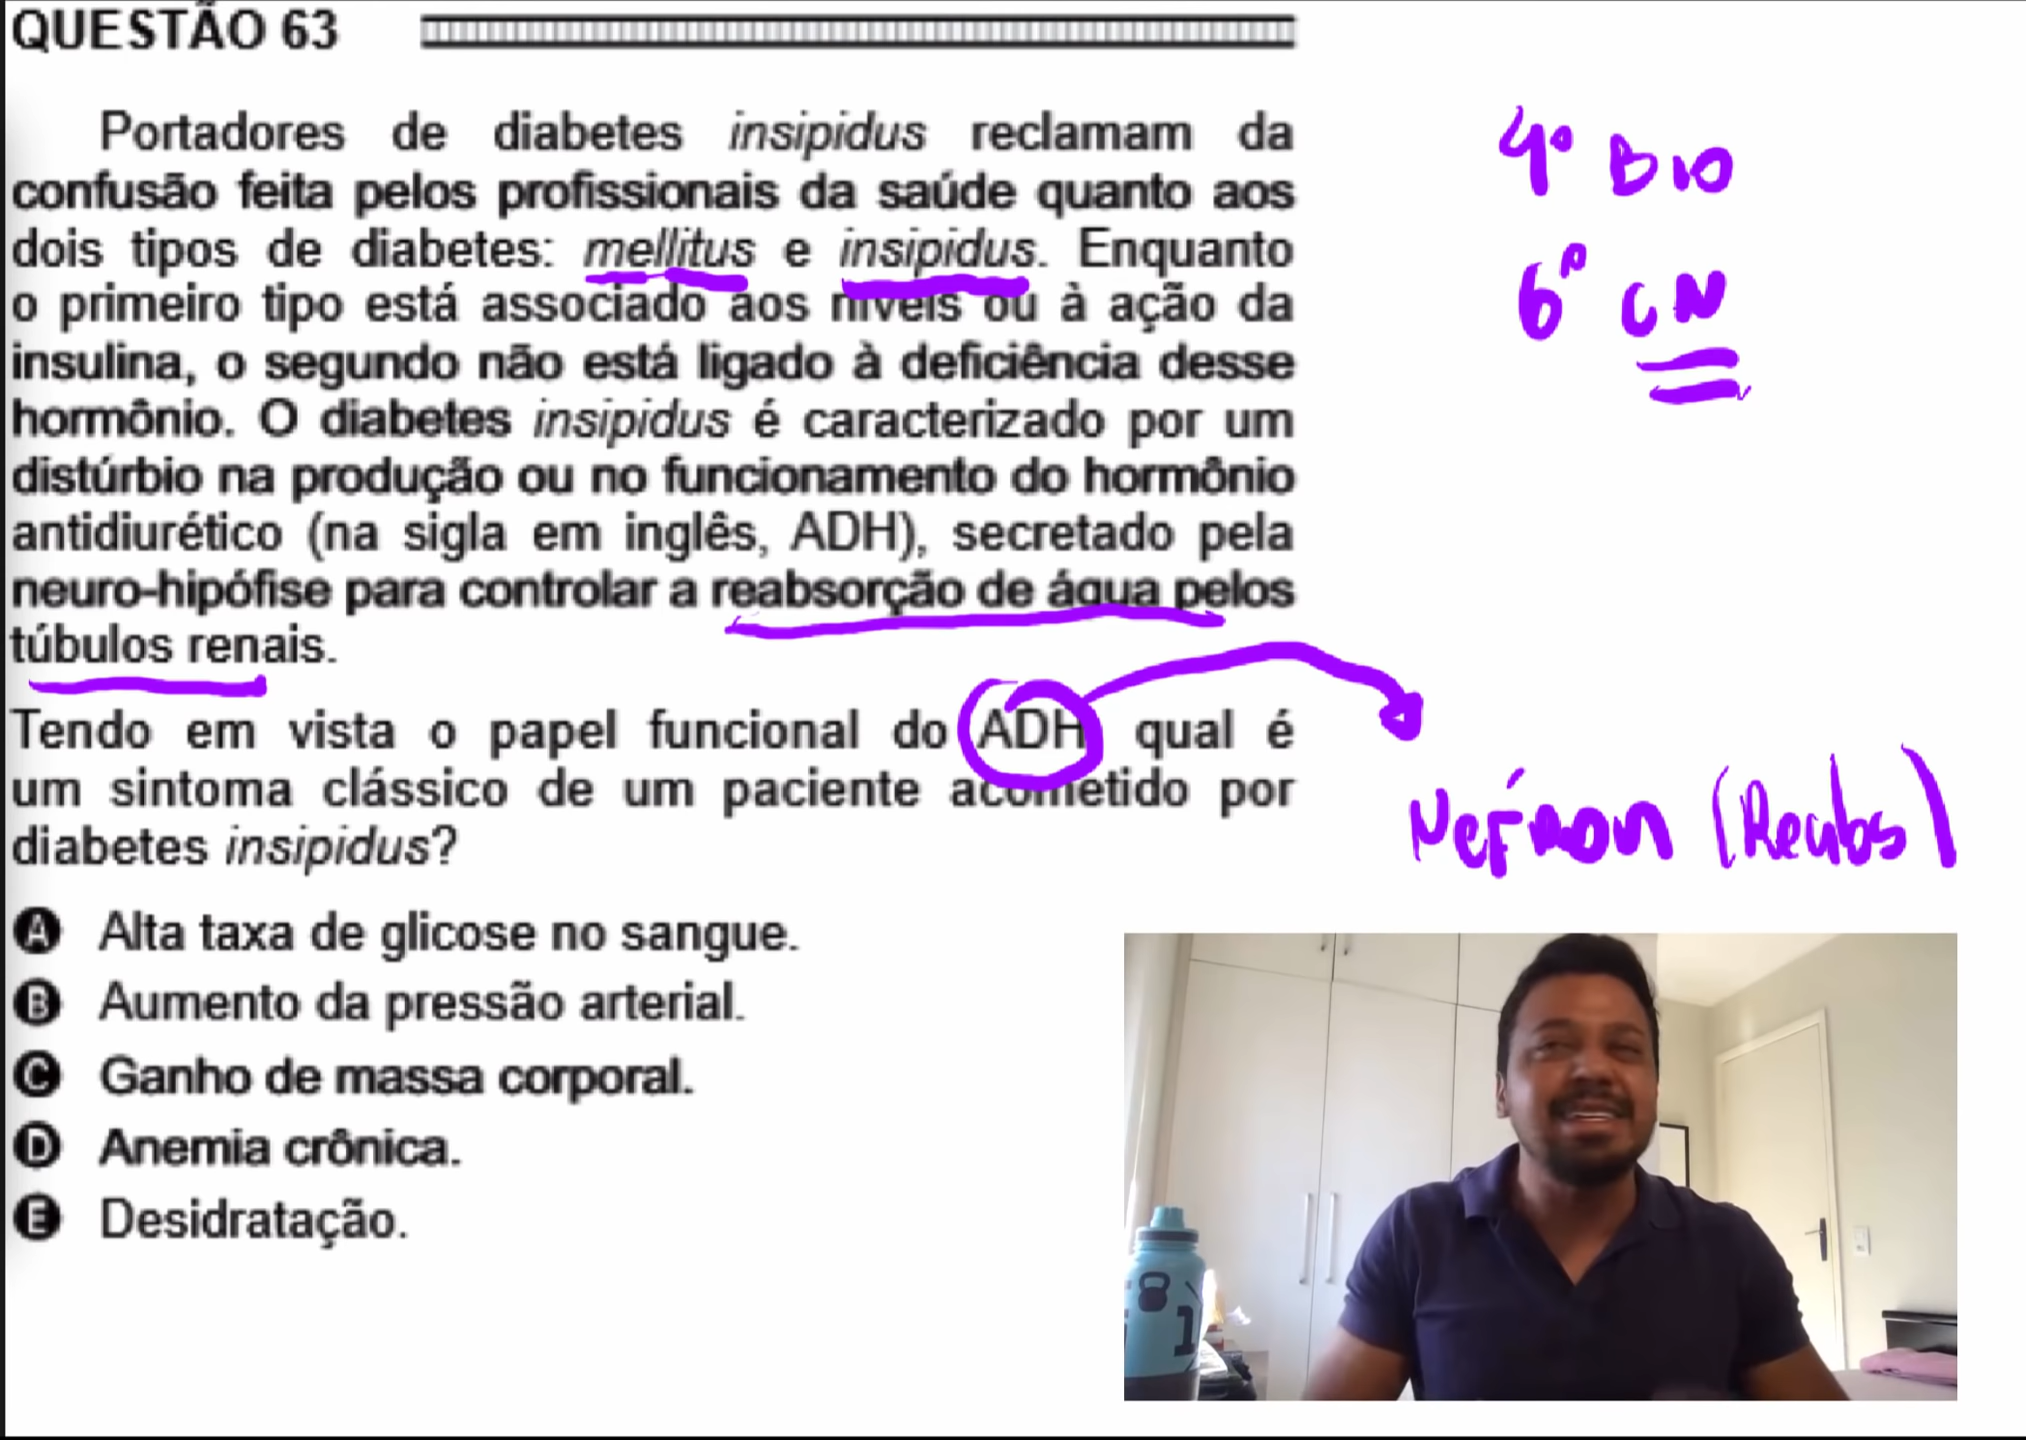 QUESTÃO 63
Portadores de diabetes insipidus reclamam da
confusão feita pelos profissionais da saúde quanto aos
dois tipos de diabetes: mellitus e insipidus. Enquanto
o primeiro tipo está associado aos níveis ou à ação da
insulina, o segundo não está ligado à deficiência desse
hormônio. O diabetes insipidus é caracterizado por um
distúrbio na produção ou no funcionamento do hormônio
antidiurético (na sigla em inglês, ADH), secretado pela
neuro-hipófise para controlar a reabsorção de água pelos
túbulos renais.
Tendo em vista o papel funcional do ADH qual é
um sintoma clássico de um paciente acometido por
diabetes insipidus?
A Alta taxa de glicose no sangue.
B Aumento da pressão arterial.
C Ganho de massa corporal.
D Anemia crônica.
E Desidratação.
4º BIO
6º CN
Néfron (Reabs)
1